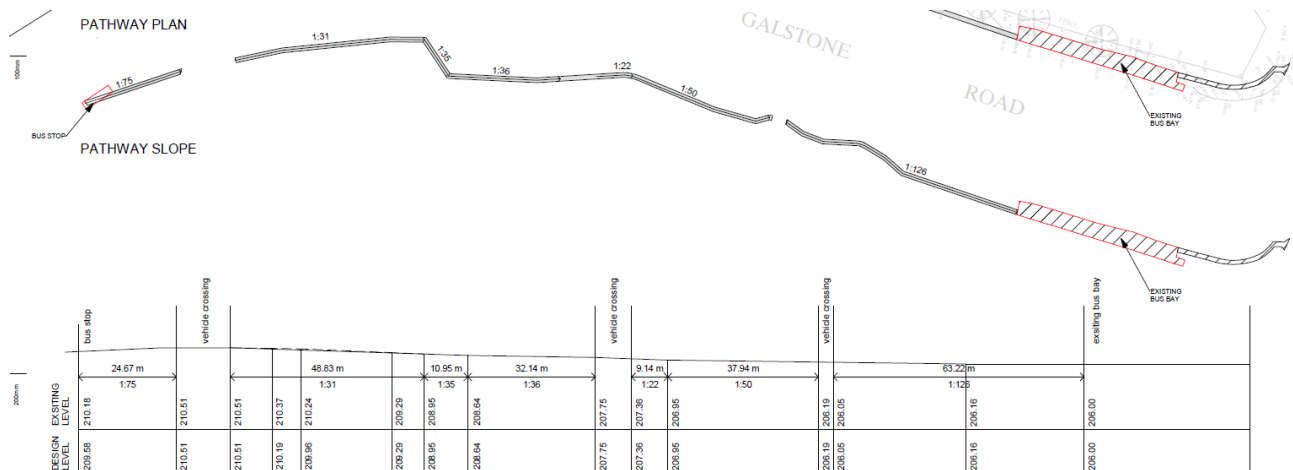 PATHWAY PLAN
GALSTONE
ROAD
FENCE
100mm
1:75
1:31
1:35
1:36
1:22
1:50
1:126
BUS STOP
EXISTING
BUS BAY
PATHWAY SLOPE
EXISTING
BUS BAY
bus stop
vehicle crossing
vehicle crossing
vehicle crossing
exiting bus bay
200mm
24.67 m 48.83 m 10.95 m 32.14 m 9.14 m 37.94 m 63.22 m
1:75 1:31 1:35 1:36 1:22 1:50 1:126
EXSITING
LEVEL
210.18 210.51 210.51 210.37 210.24 209.29 208.95 208.64 207.75 207.36 206.95 206.19 206.05 206.16 206.00
DESIGN
LEVEL
209.58 210.51 210.51 210.19 209.96 209.29 208.95 208.64 207.75 207.36 206.95 206.19 206.05 206.16 206.00